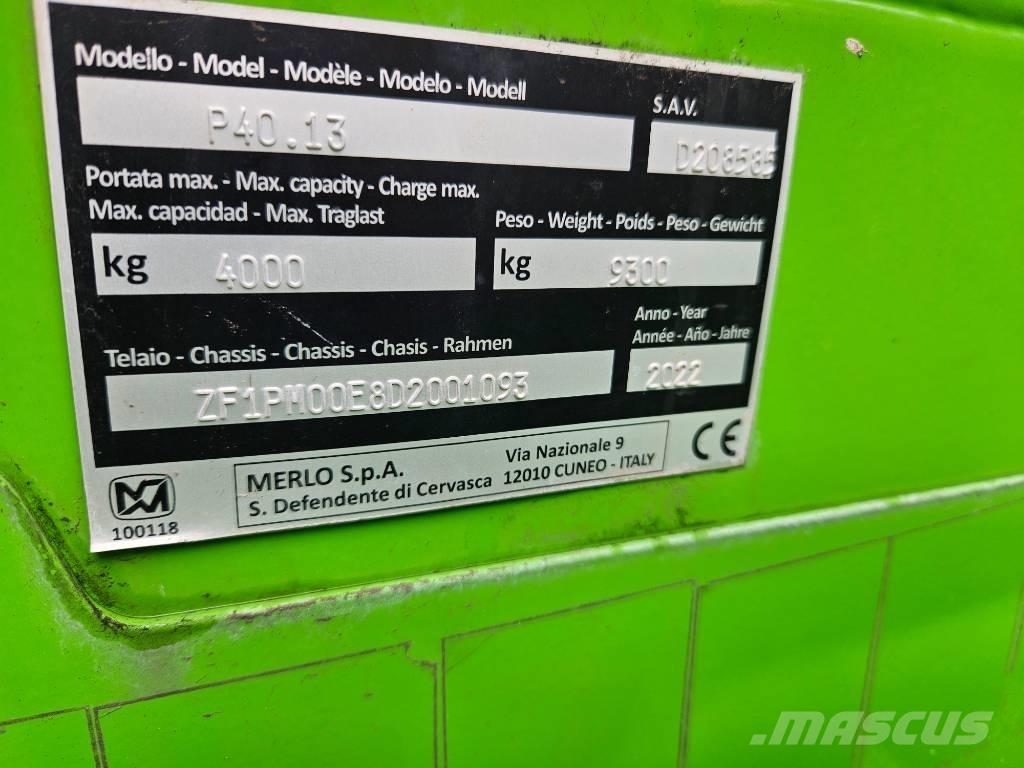 Modello - Model - Modèle - Modelo - Modell
P40.13
S.A.V.
D208585
Portata max. - Max. capacity - Charge max.
Max. capacidad - Max. Traglast
kg 4000
Peso - Weight - Poids - Peso - Gewicht
kg 9300
Telaio - Chassis - Chassis - Chasis - Rahmen
ZF1PM00E8D2001093
Anno - Year
Année - Año - Jahre
2022
100118
MERLO S.p.A.
S. Defendente di Cervasca
Via Nazionale 9
12010 CUNEO - ITALY
CE
MASCUS